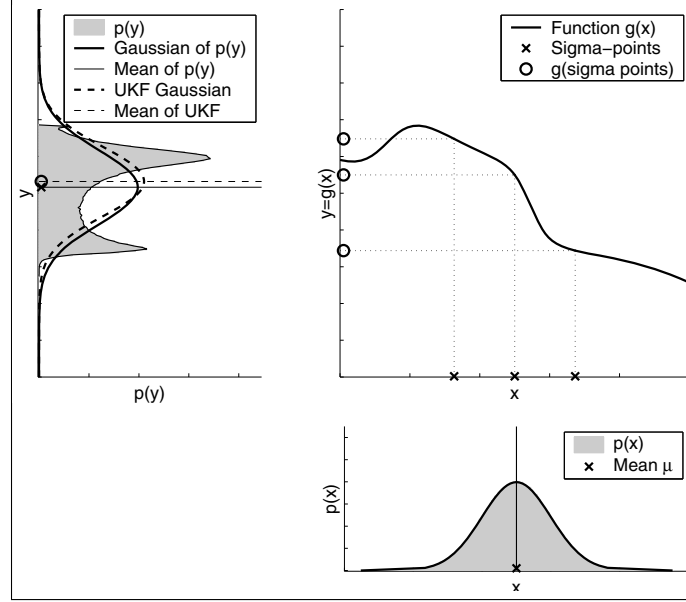 p(y)
Gaussian of p(y)
Mean of p(y)
UKF Gaussian
Mean of UKF
y
p(y)
Function g(x)
Sigma-points
g(sigma points)
y=g(x)
x
p(x)
Mean μ
p(x)
x